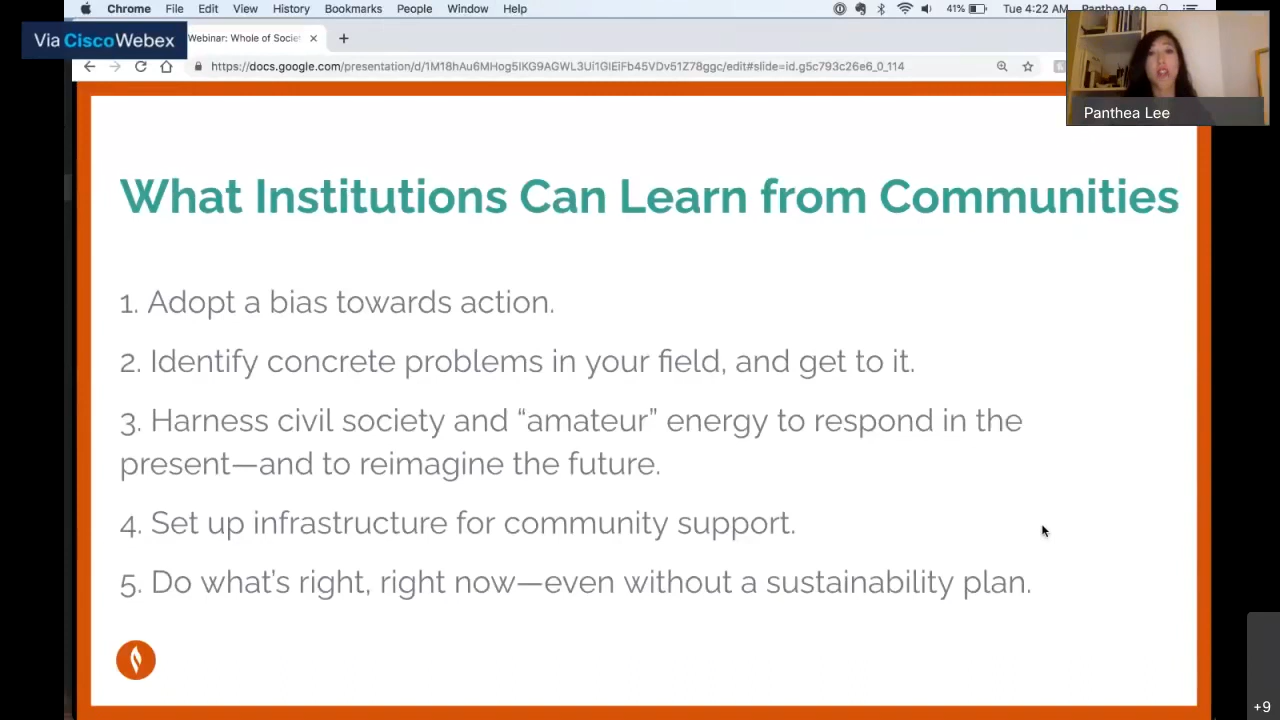 Chrome File Edit View History Bookmarks People Window Help 41% Tue 4:22 AM Panthea Lee
Via CiscoWebex
Webinar: Whole of Societ
Panthea Lee
What Institutions Can Learn from Communities
1. Adopt a bias towards action.
2. Identify concrete problems in your field, and get to it.
3. Harness civil society and “amateur” energy to respond in the
present—and to reimagine the future.
4. Set up infrastructure for community support.
5. Do what’s right, right now—even without a sustainability plan.
+9